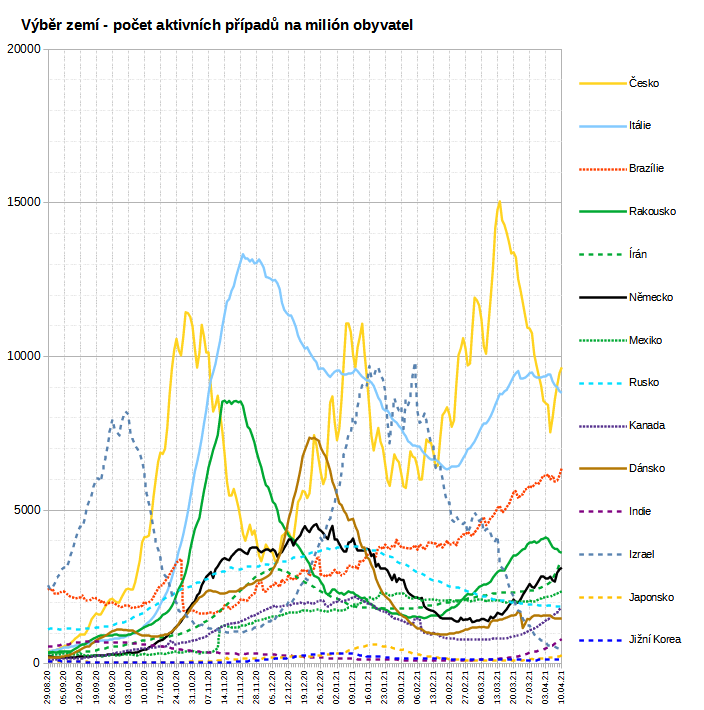 Výběr zemí - počet aktivních případů na milión obyvatel
20000
15000
10000
5000
0
Česko
Itálie
Brazílie
Rakousko
Írán
Německo
Mexiko
Rusko
Kanada
Dánsko
Indie
Izrael
Japonsko
Jižní Korea
29.08.20
06.09.20
12.09.20
19.09.20
26.09.20
03.10.20
10.10.20
17.10.20
24.10.20
31.10.20
07.11.20
14.11.20
21.11.20
28.11.20
05.12.20
12.12.20
19.12.20
26.12.20
02.01.21
09.01.21
16.01.21
23.01.21
30.01.21
06.02.21
13.02.21
20.02.21
27.02.21
06.03.21
13.03.21
20.03.21
27.03.21
03.04.21
10.04.21